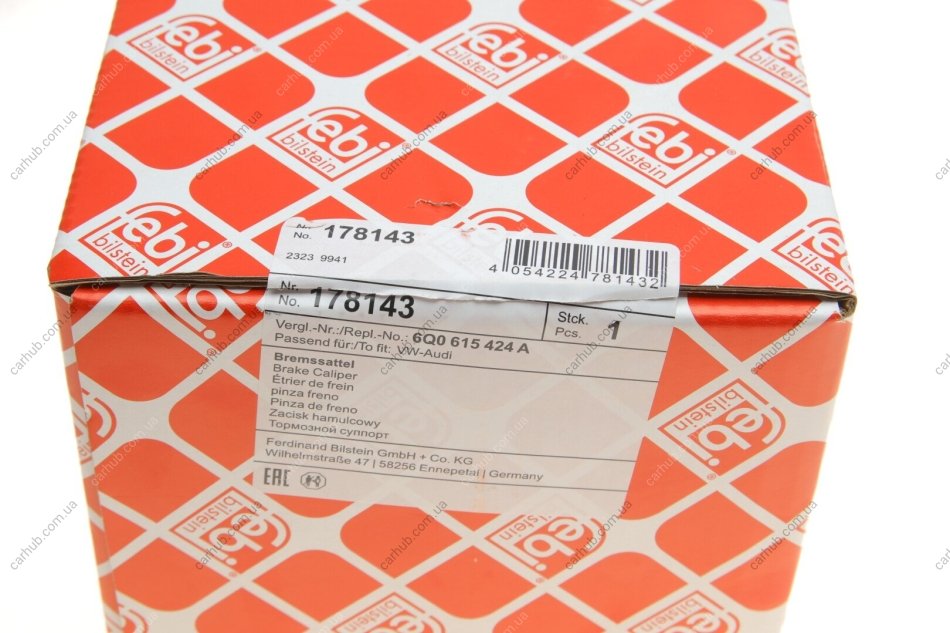 febi
bilstein
Nr.
No. 178143
2323 9941
4 054224 781432
Nr.
No. 178143
Stck.
Pcs. 1
Vergl.-Nr.:/Repl.-No.: 6Q0 615 424 A
Passend für:/To fit: VW-Audi
Bremssattel
Brake Caliper
Étrier de frein
pinza freno
Pinza de freno
Zacisk hamulcowy
Тормозной суппорт
Ferdinand Bilstein GmbH + Co. KG
Wilhelmstraße 47 | 58256 Ennepetal | Germany
EAC
carhub.com.ua